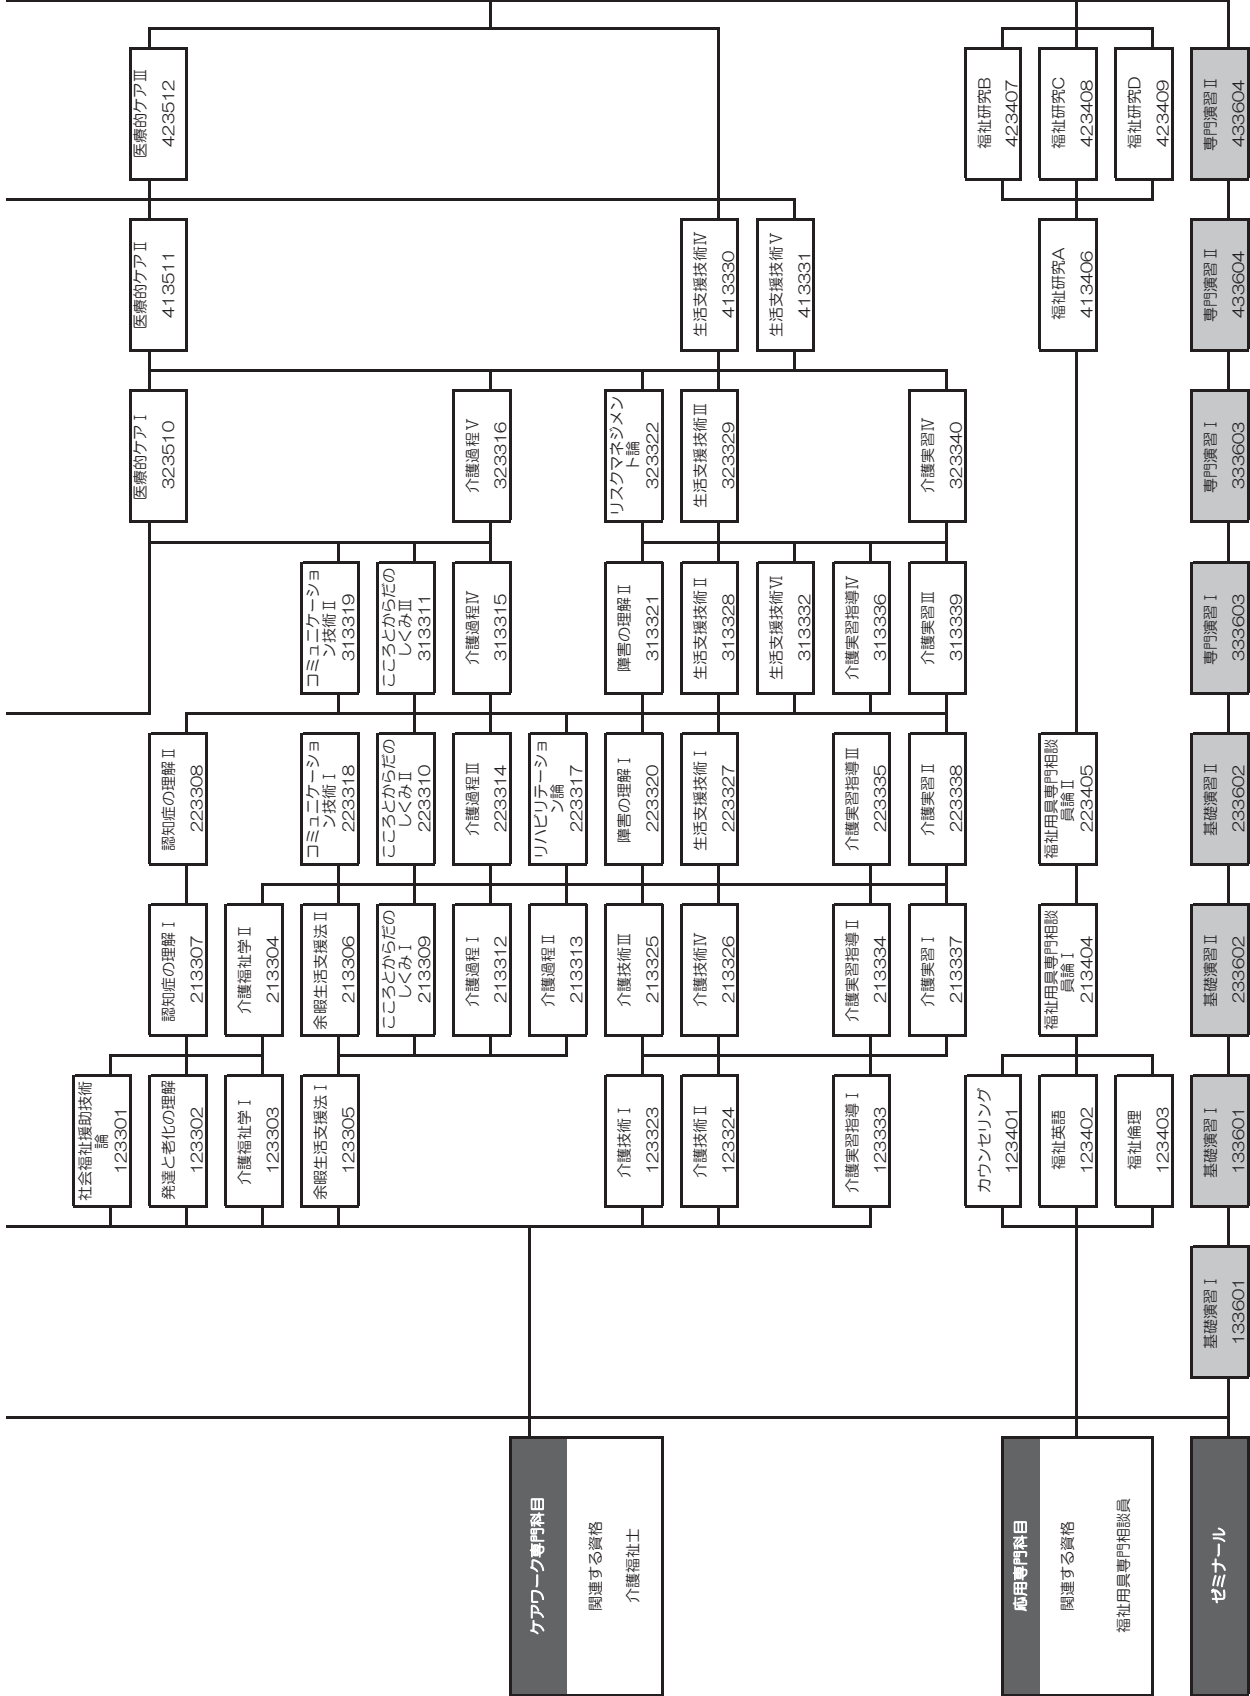 社会福祉援助技術
論
123301
発達と老化の理解
123302
認知症の理解Ⅰ
213307
認知症の理解Ⅱ
223308
医療的ケアⅠ
323510
医療的ケアⅡ
413511
医療的ケアⅢ
423512
介護福祉学Ⅰ
123303
介護福祉学Ⅱ
213304
余暇生活支援法Ⅰ
123305
余暇生活支援法Ⅱ
213306
コミュニケーショ
ン技術Ⅰ
223318
コミュニケーショ
ン技術Ⅱ
313319
こころとからだの
しくみⅠ
213309
こころとからだの
しくみⅡ
223310
こころとからだの
しくみⅢ
313311
介護過程Ⅰ
213312
介護過程Ⅲ
223314
介護過程Ⅳ
313315
介護過程Ⅴ
323316
ケアワーク専門科目
関連する資格
介護福祉士
介護過程Ⅱ
213313
リハビリテーショ
ン論
223317
介護技術Ⅰ
123323
介護技術Ⅲ
213325
障害の理解Ⅰ
223320
障害の理解Ⅱ
313321
リスクマネジメン
ト論
323322
介護技術Ⅱ
123324
介護技術Ⅳ
213326
生活支援技術Ⅰ
223327
生活支援技術Ⅱ
313328
生活支援技術Ⅲ
323329
生活支援技術Ⅳ
413330
生活支援技術Ⅵ
313332
生活支援技術Ⅴ
413331
介護実習指導Ⅰ
123333
介護実習指導Ⅱ
213334
介護実習指導Ⅲ
223335
介護実習指導Ⅳ
313336
介護実習Ⅰ
213337
介護実習Ⅱ
223338
介護実習Ⅲ
313339
介護実習Ⅳ
323340
応用専門科目
関連する資格
福祉用具専門相談員
カウンセリング
123401
福祉英語
123402
福祉倫理
123403
福祉用具専門相談
員論Ⅰ
213404
福祉用具専門相談
員論Ⅱ
223405
福祉研究A
413406
福祉研究B
423407
福祉研究C
423408
福祉研究D
423409
ゼミナール
基礎演習Ⅰ
133601
基礎演習Ⅰ
133601
基礎演習Ⅱ
233602
基礎演習Ⅱ
233602
専門演習Ⅰ
333603
専門演習Ⅰ
333603
専門演習Ⅱ
433604
専門演習Ⅱ
433604